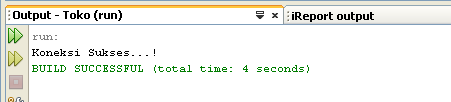 Output - Toko (run)
iReport output
run:
Koneksi Sukses...!
BUILD SUCCESSFUL (total time: 4 seconds)